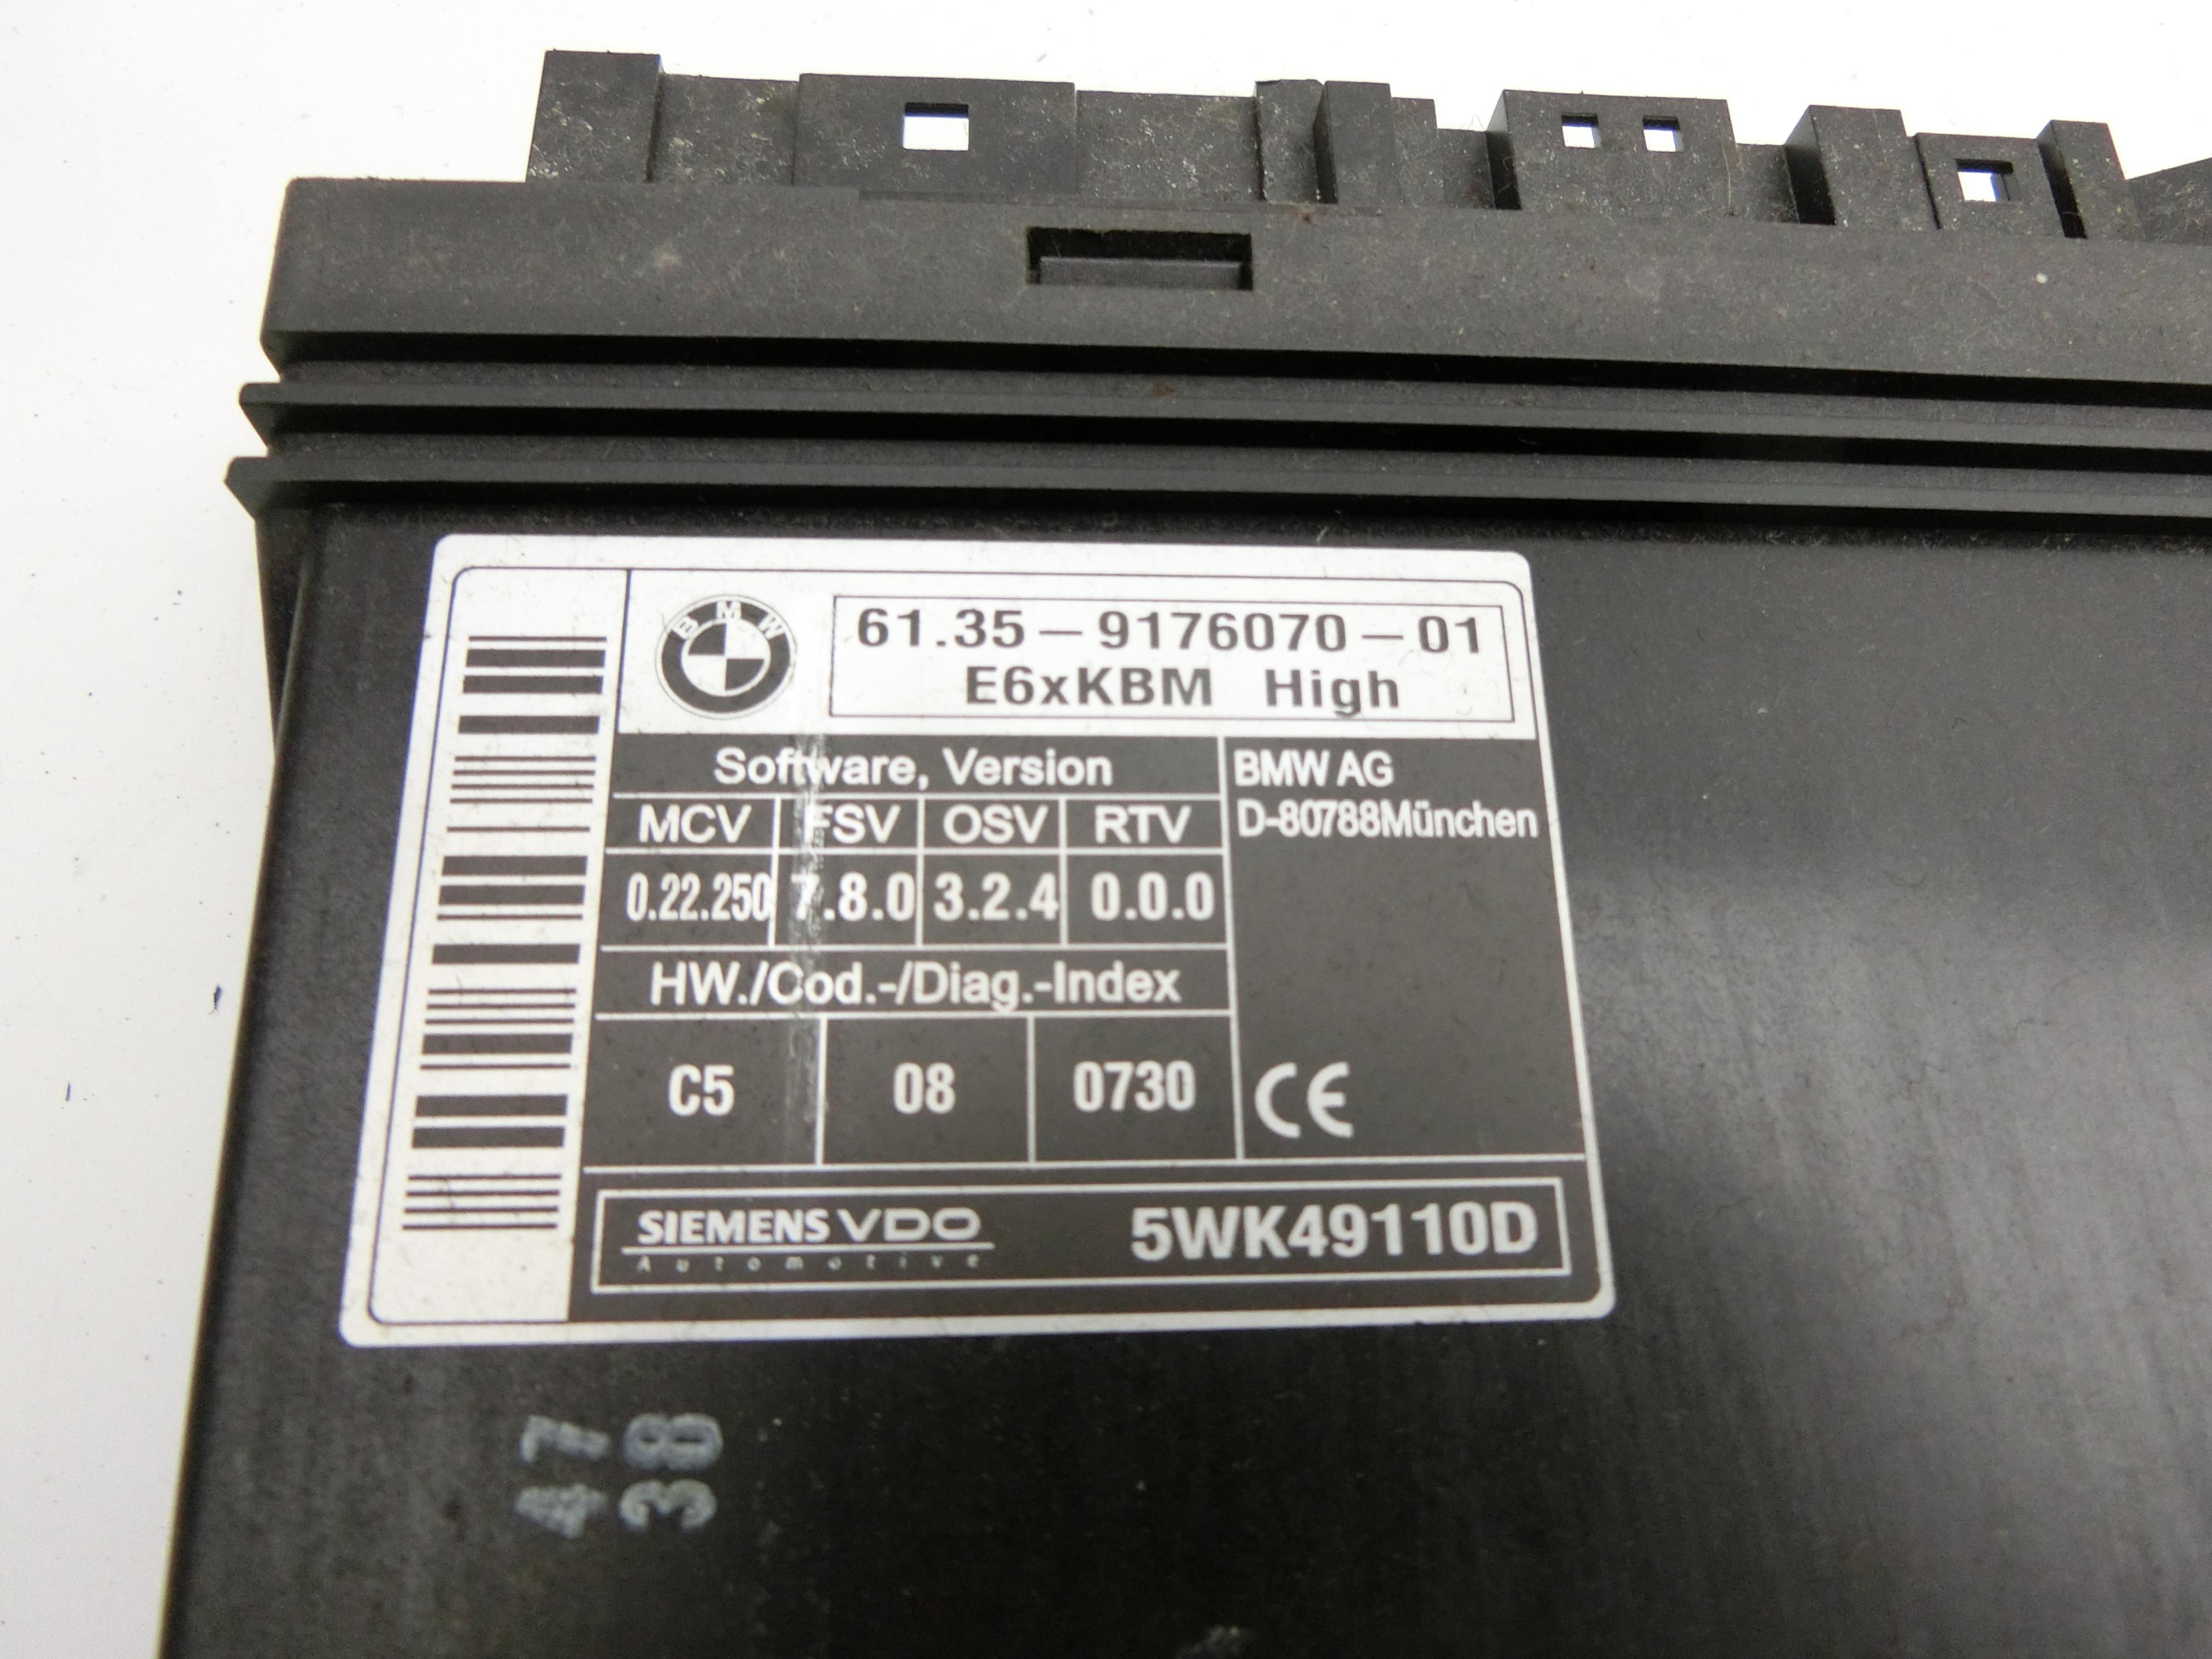 BMW
61.35-9176070-01
E6xKBM High
Software, Version
MCV FSV OSV RTV
0.22.250 7.8.0 3.2.4 0.0.0
HW./Cod.-/Diag.-Index
C5 08 0730
BMW AG
D-80788München
CE
SIEMENS VDO
Automotive
5WK49110D
47
38